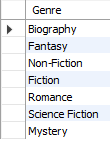 Genre
Biography
Fantasy
Non-Fiction
Fiction
Romance
Science Fiction
Mystery